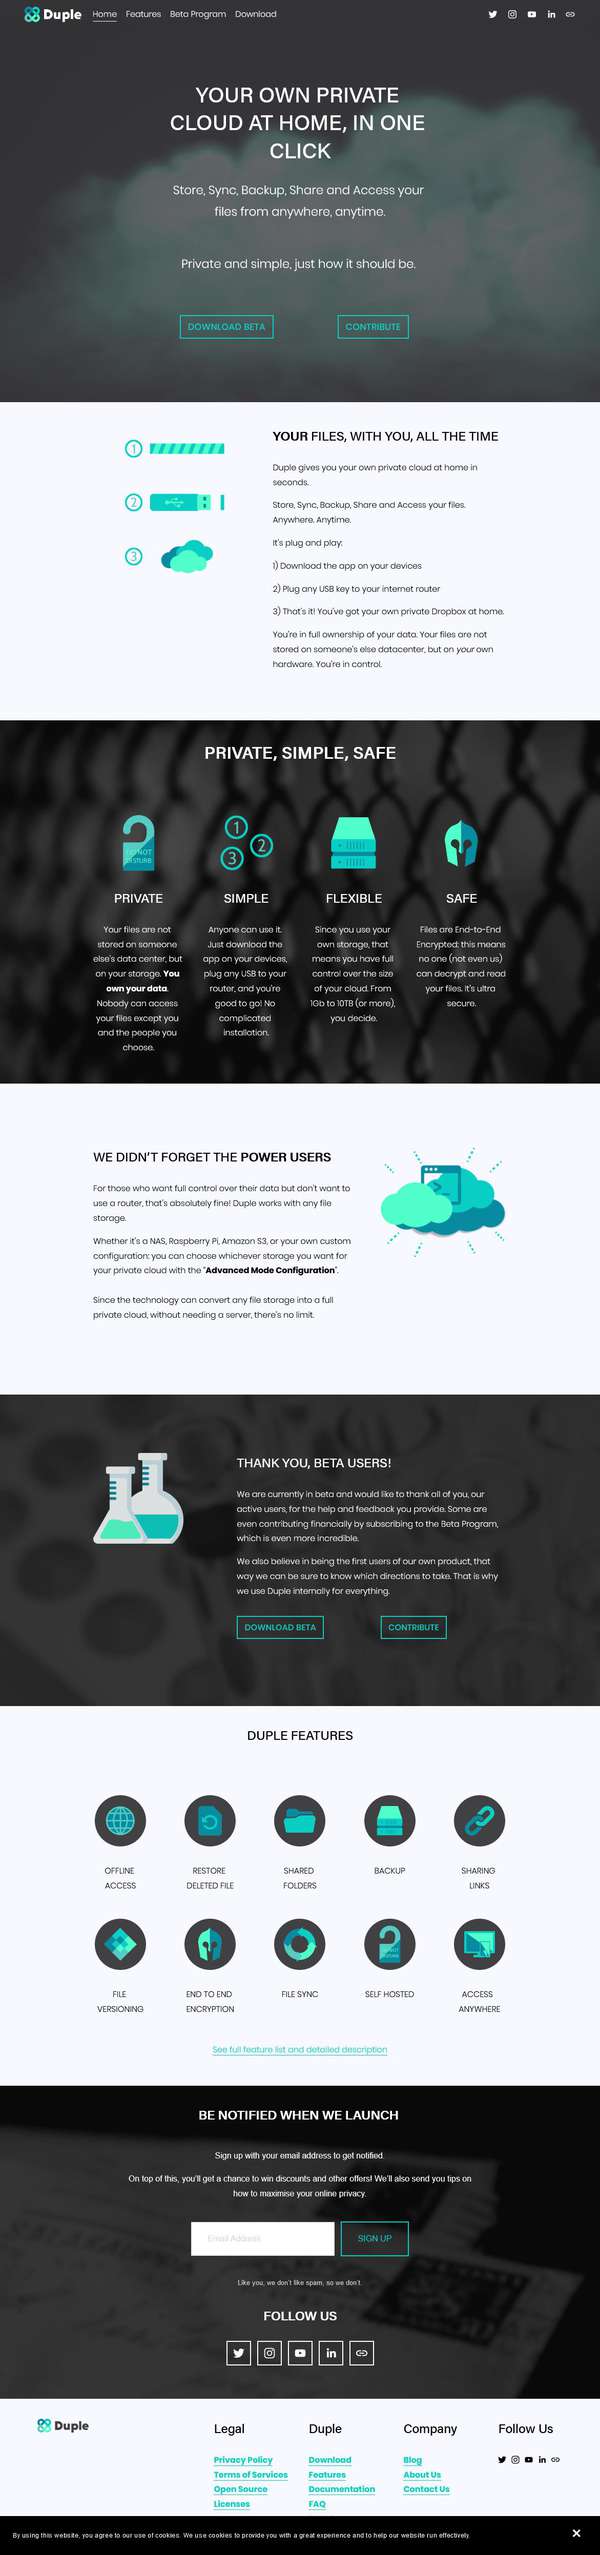 Duple Home Features Beta Program Download
YOUR OWN PRIVATE
CLOUD AT HOME, IN ONE
CLICK
Store, Sync, Backup, Share and Access your
files from anywhere, anytime.
Private and simple, just how it should be.
DOWNLOAD BETA CONTRIBUTE
1
2
3
YOUR FILES, WITH YOU, ALL THE TIME
Duple gives you your own private cloud at home in
seconds.
Store, Sync, Backup, Share and Access your files.
Anywhere. Anytime.
It's plug and play:
1) Download the app on your devices
2) Plug any USB key to your internet router
3) That's it! You've got your own private Dropbox at home.
You're in full ownership of your data. Your files are not
stored on someone's else datacenter, but on your own
hardware. You're in control.
PRIVATE, SIMPLE, SAFE
DO NOT
DISTURB
1
2
3
PRIVATE
Your files are not
stored on someone
else's data center, but
on your storage. You
own your data.
Nobody can access
your files except you
and the people you
choose.
SIMPLE
Anyone can use it.
Just download the
app on your devices,
plug any USB to your
router, and you're
good to go! No
complicated
installation.
FLEXIBLE
Since you use your
own storage, that
means you have full
control over the size
of your cloud. From
1Gb to 10TB (or more),
you decide.
SAFE
Files are End-to-End
Encrypted: this means
no one (not even us)
can decrypt and read
your files. It's ultra
secure.
WE DIDN'T FORGET THE POWER USERS
For those who want full control over their data but don't want to
use a router, that's absolutely fine! Duple works with any file
storage.
Whether it's a NAS, Raspberry Pi, Amazon S3, or your own custom
configuration: you can choose whichever storage you want for
your private cloud with the "Advanced Mode Configuration".
Since the technology can convert any file storage into a full
private cloud, without needing a server, there's no limit.
THANK YOU, BETA USERS!
We are currently in beta and would like to thank all of you, our
active users, for the help and feedback you provide. Some are
even contributing financially by subscribing to the Beta Program,
which is even more incredible.
We also believe in being the first users of our own product, that
way we can be sure to know which directions to take. That is why
we use Duple internally for everything.
DOWNLOAD BETA CONTRIBUTE
DUPLE FEATURES
OFFLINE
ACCESS
RESTORE
DELETED FILE
SHARED
FOLDERS
BACKUP
SHARING
LINKS
FILE
VERSIONING
END TO END
ENCRYPTION
FILE SYNC
SELF HOSTED
ACCESS
ANYWHERE
See full feature list and detailed description
BE NOTIFIED WHEN WE LAUNCH
Sign up with your email address to get notified.
On top of this, you'll get a chance to win discounts and other offers! We'll also send you tips on
how to maximise your online privacy.
Email Address SIGN UP
Like you, we don't like spam, so we don't.
FOLLOW US
Duple
Legal
Privacy Policy
Terms of Services
Open Source
Licenses
Duple
Download
Features
Documentation
FAQ
Company
Blog
About Us
Contact Us
Follow Us
By using this website, you agree to our use of cookies. We use cookies to provide you with a great experience and to help our website run effectively.